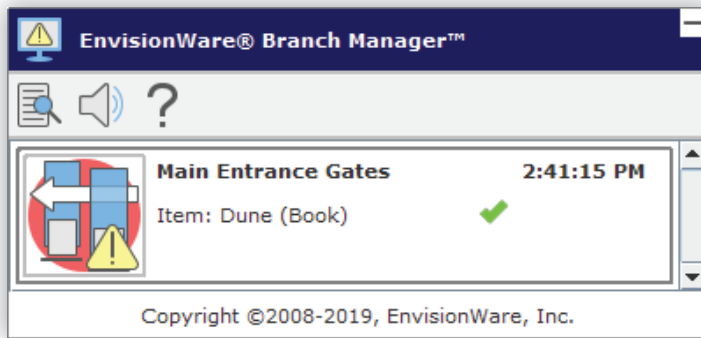 EnvisionWare® Branch Manager™
?
Main Entrance Gates 2:41:15 PM
Item: Dune (Book)
Copyright ©2008-2019, EnvisionWare, Inc.